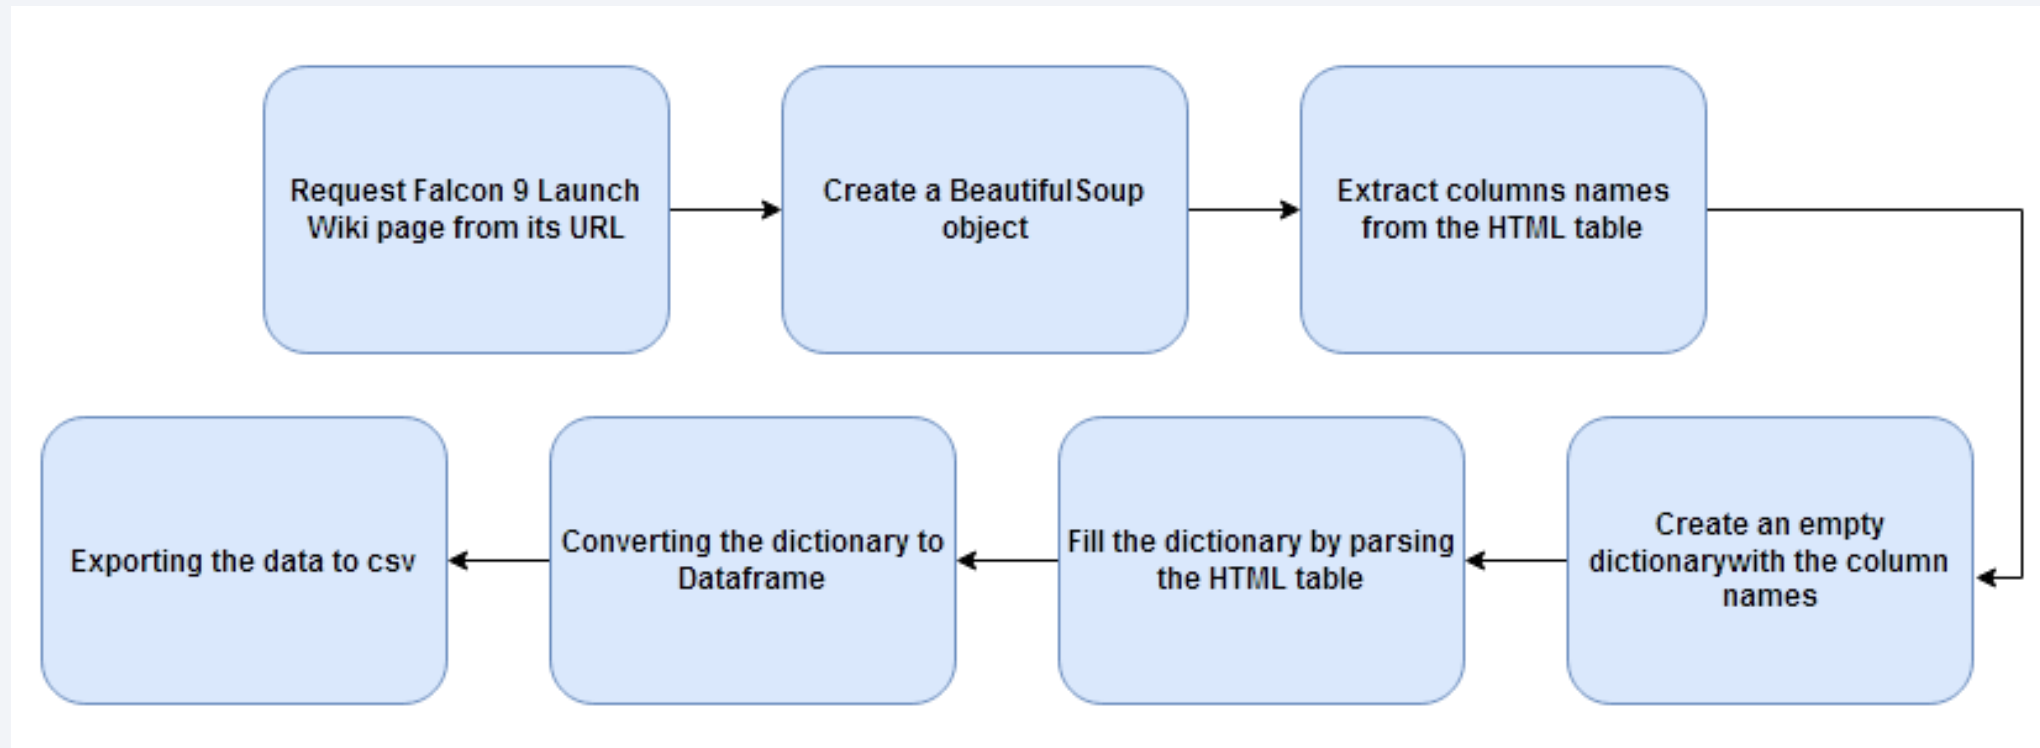 Request Falcon 9 Launch
Wiki page from its URL
Create a BeautifulSoup
object
Extract columns names
from the HTML table
Create an empty
dictionarywith the column
names
Fill the dictionary by parsing
the HTML table
Converting the dictionary to
Dataframe
Exporting the data to csv